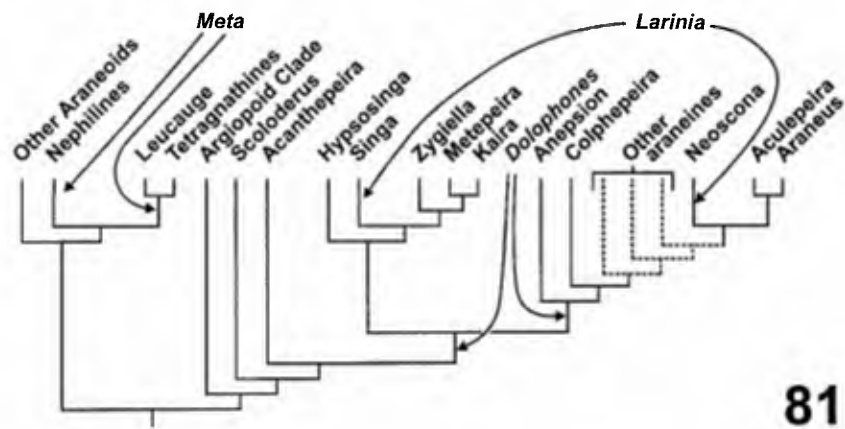 Meta
Larinia
Other Araneoids
Nephilines
Leucauge
Tetragnathines
Argiopoid Clade
Scoloderus
Acanthepeira
Hypsosinga
Singa
Zygiella
Metepeira
Kaira
Dolophones
Anepsion
Colphepeira
Other
araneines
Neoscona
Aculepeira
Araneus
81